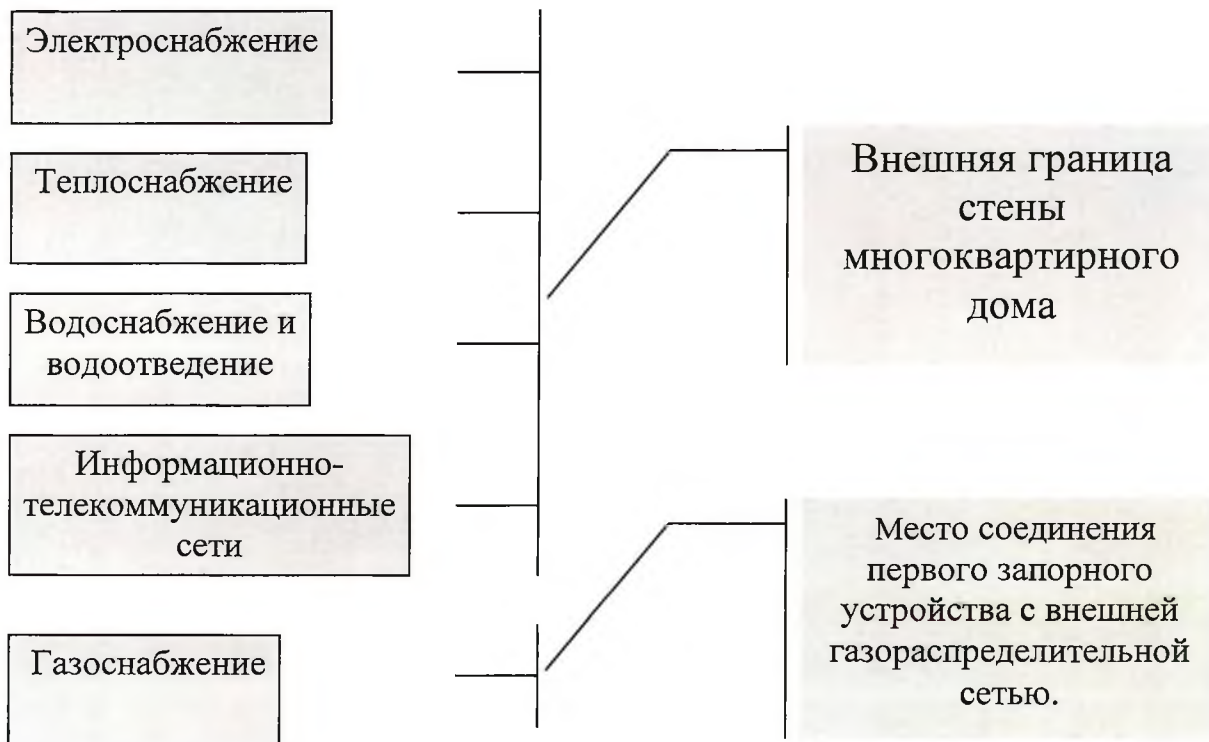 Электроснабжение
Теплоснабжение
Водоснабжение и
водоотведение
Информационно-
телекоммуникационные
сети
Газоснабжение
Внешняя граница
стены
многоквартирного
дома
Место соединения
первого запорного
устройства с внешней
газораспределительной
сетью.